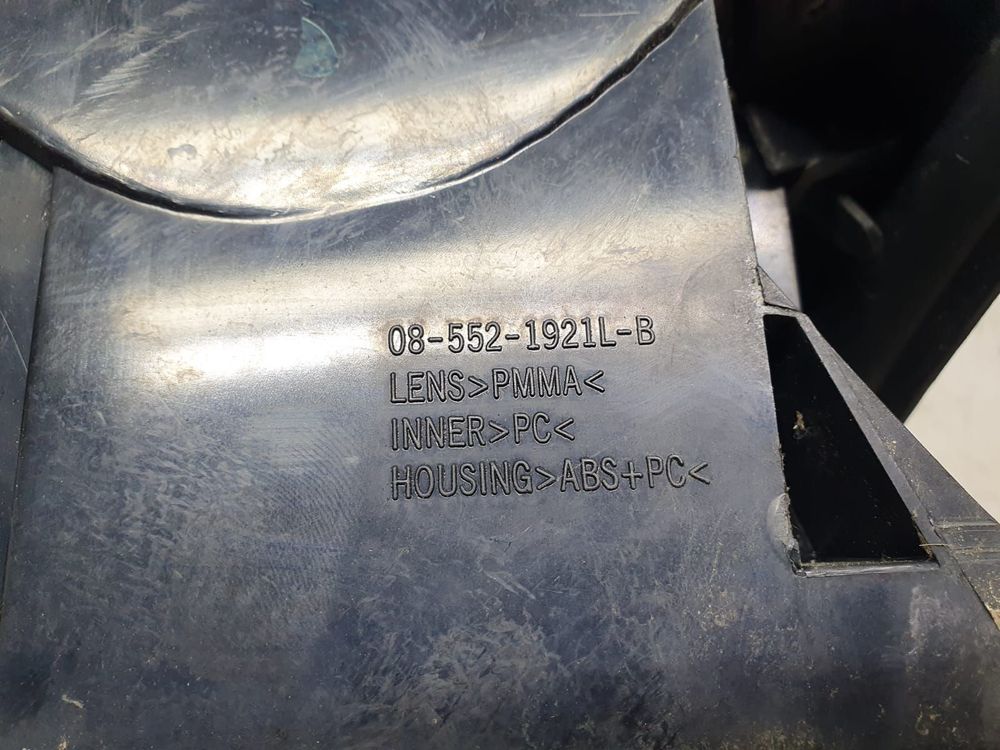 08-552-1921L-B
LENS>PMMA<
INNER>PC<
HOUSING>ABS+PC<